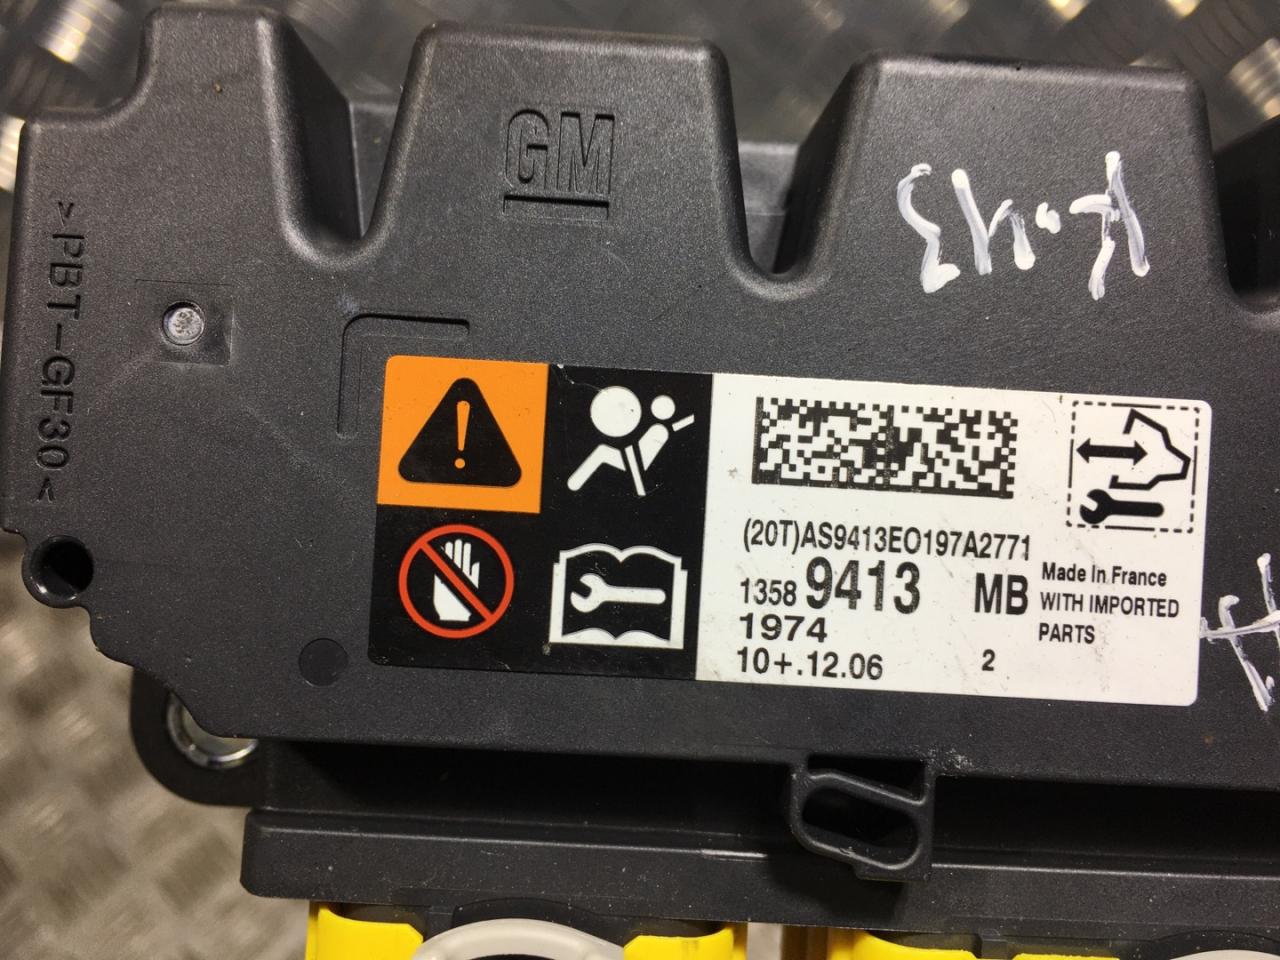 GM
>PBT-GF30<
(20T)AS9413EO197A2771
1358 9413 MB
1974
10+.12.06 2
Made In France
WITH IMPORTED
PARTS